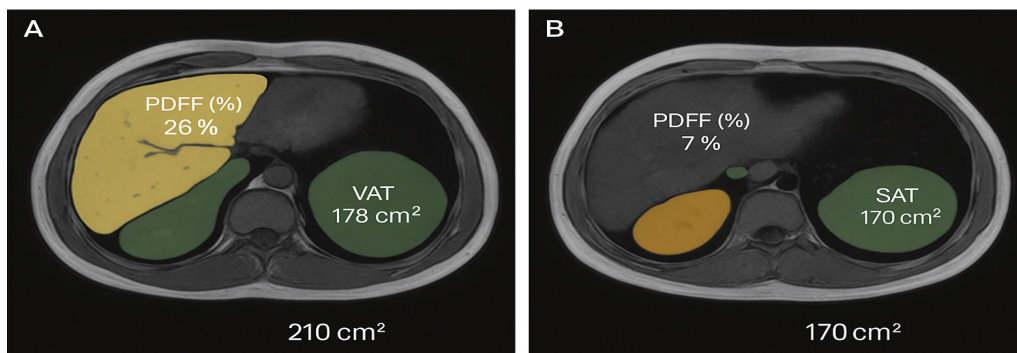 A
PDFF (%)
26 %
VAT
178 cm²
210 cm²
B
PDFF (%)
7 %
SAT
170 cm²
170 cm²